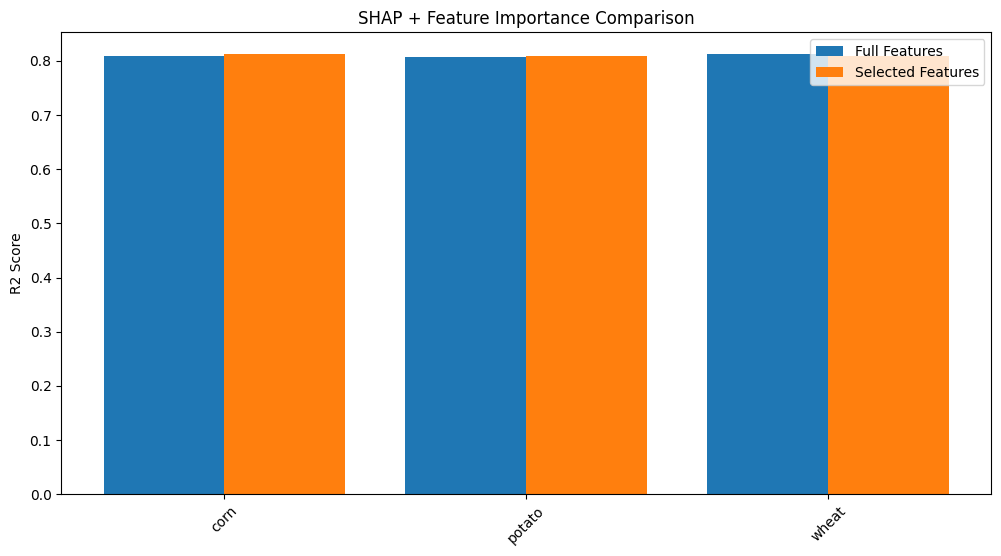 SHAP + Feature Importance Comparison
Full Features
Selected Features
R2 Score
0.8
0.7
0.6
0.5
0.4
0.3
0.2
0.1
0.0
corn
potato
wheat